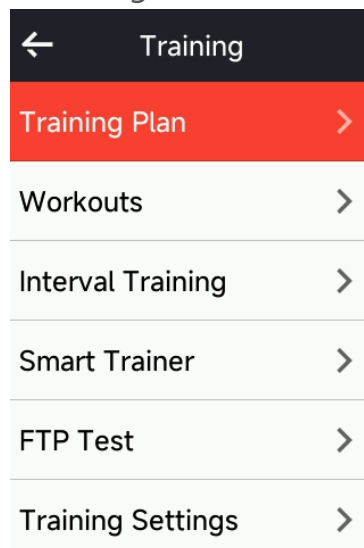 Training
Training Plan
Workouts
Interval Training
Smart Trainer
FTP Test
Training Settings